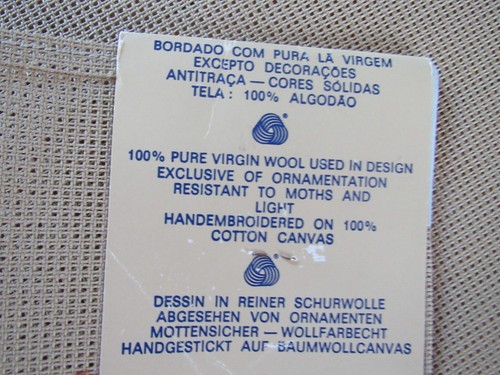 BORDADO COM PURA LÃ VIRGEM
EXCEPTO DECORAÇÕES
ANTITRAÇA — CORES SÓLIDAS
TELA : 100% ALGODÃO
®
100% PURE VIRGIN WOOL USED IN DESIGN
EXCLUSIVE OF ORNAMENTATION
RESISTANT TO MOTHS AND
LIGHT
HANDEMBROIDERED ON 100%
COTTON CANVAS
DESSIN IN REINER SCHURWOLLE
ABGESEHEN VON ORNAMENTEN
MOTTENSICHER — WOLLFARBECHT
HANDGESTICKT AUF BAUMWOLLCANVAS